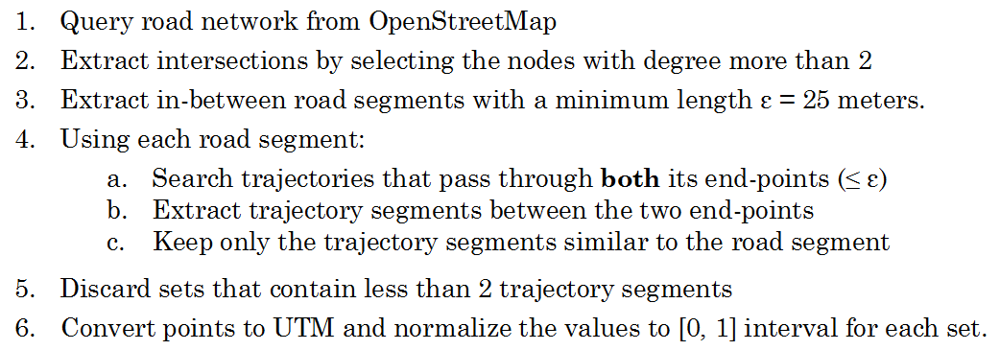 1. Query road network from OpenStreetMap
2. Extract intersections by selecting the nodes with degree more than 2
3. Extract in-between road segments with a minimum length ε = 25 meters.
4. Using each road segment:
a. Search trajectories that pass through both its end-points (≤ ε)
b. Extract trajectory segments between the two end-points
c. Keep only the trajectory segments similar to the road segment
5. Discard sets that contain less than 2 trajectory segments
6. Convert points to UTM and normalize the values to [0, 1] interval for each set.